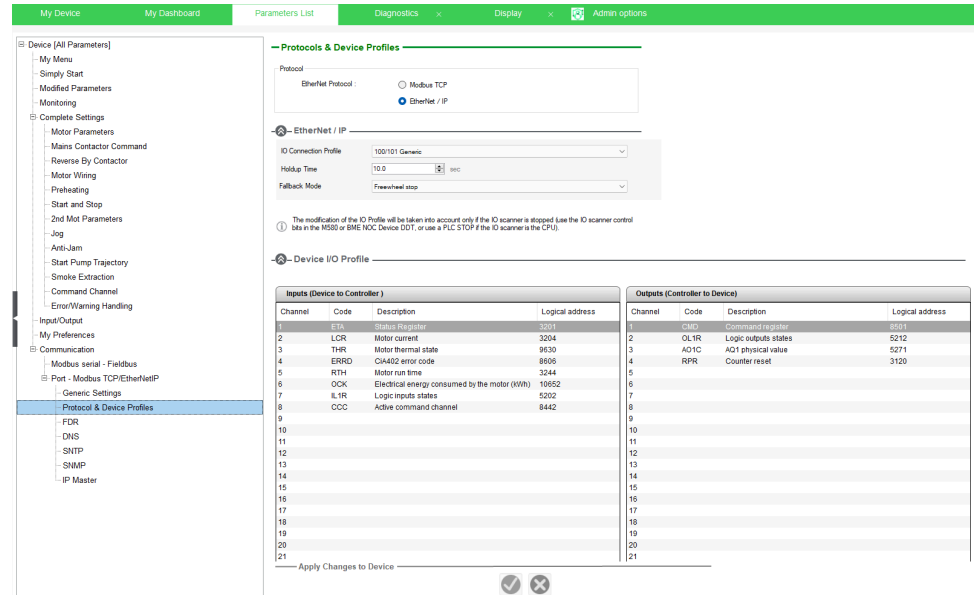 My Device My Dashboard Parameters List Diagnostics × Display × Admin options
Device [All Parameters]
My Menu
Simply Start
Modified Parameters
Monitoring
Complete Settings
Motor Parameters
Mains Contactor Command
Reverse By Contactor
Motor Wiring
Preheating
Start and Stop
2nd Mot Parameters
Jog
Anti-Jam
Start Pump Trajectory
Smoke Extraction
Command Channel
Error/Warning Handling
Input/Output
My Preferences
Communication
Modbus serial - Fieldbus
Port - Modbus TCP/EtherNetIP
Generic Settings
Protocol & Device Profiles
FDR
DNS
SNTP
SNMP
IP Master
Protocols & Device Profiles
Protocol
EtherNet Protocol :
Modbus TCP
EtherNet / IP
EtherNet / IP
IO Connection Profile 100/101 Generic
Holdup Time 10.0 sec
Fallback Mode Freewheel stop
The modification of the IO Profile will be taken into account only if the IO scanner is stopped (use the IO scanner control
bits in the M580 or BME NOC Device DDT, or use a PLC STOP if the IO scanner is the CPU).
Device I/O Profile
Inputs (Device to Controller )
Channel Code Description Logical address
1 ETA Status Register 3201
2 LCR Motor current 3204
3 THR Motor thermal state 9630
4 ERRD CiA402 error code 8606
5 RTH Motor run time 3244
6 OCK Electrical energy consumed by the motor (kWh) 10652
7 IL1R Logic inputs states 5202
8 CCC Active command channel 8442
9
10
11
12
13
14
15
16
17
18
19
20
21
Outputs (Controller to Device)
Channel Code Description Logical address
1 CMD Command register 8501
2 OL1R Logic outputs states 5212
3 AO1C AQ1 physical value 5271
4 RPR Counter reset 3120
5
6
7
8
9
10
11
12
13
14
15
16
17
18
19
20
21
Apply Changes to Device